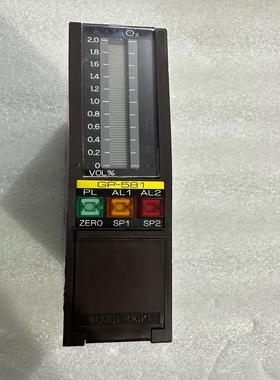 O₂
2,0
1,8
1,6
1,4
1,2
1,0
0,8
0,6
0,4
0,2
0
VOL%
GP-581
PL AL1 AL2
ZERO SP1 SP2